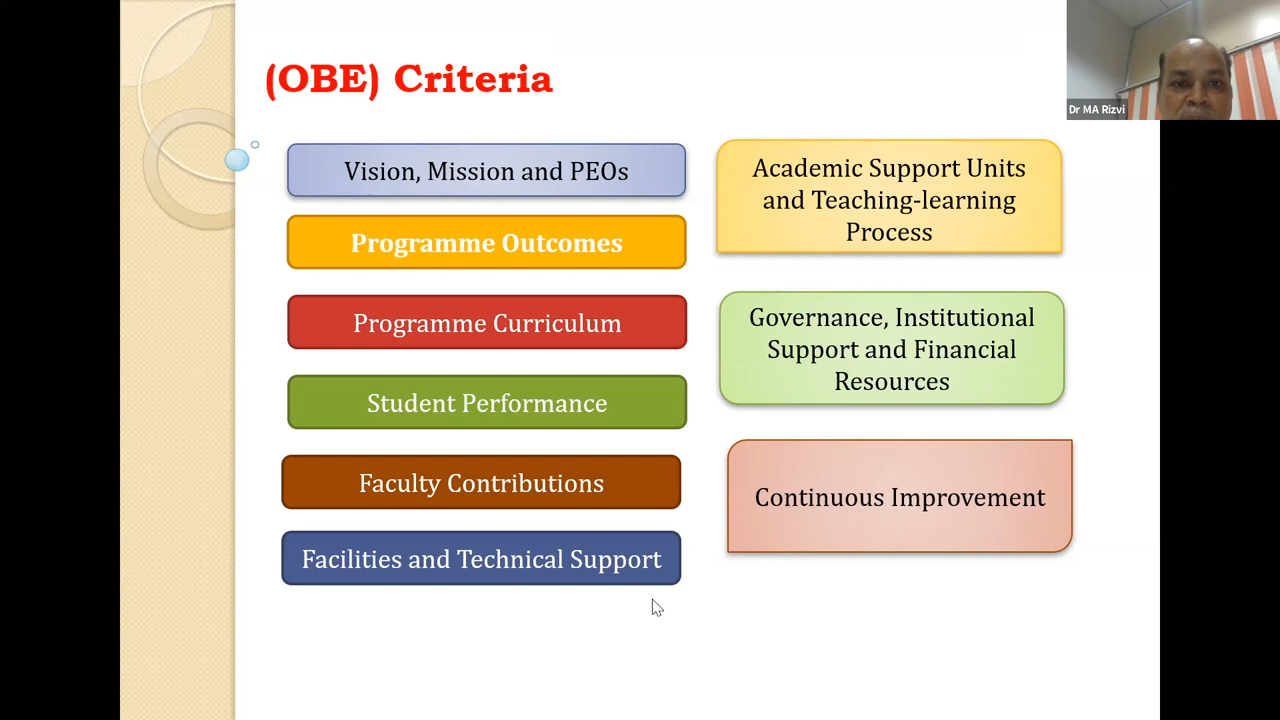 (OBE) Criteria
Dr MA Rizvi
Vision, Mission and PEOs
Programme Outcomes
Programme Curriculum
Student Performance
Faculty Contributions
Facilities and Technical Support
Academic Support Units
and Teaching-learning
Process
Governance, Institutional
Support and Financial
Resources
Continuous Improvement